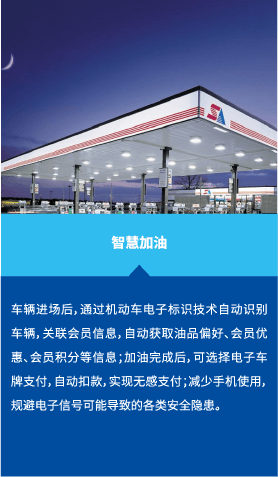 SA
智慧加油
车辆进场后，通过机动车电子标识技术自动识别
车辆，关联会员信息，自动获取油品偏好、会员优
惠、会员积分等信息；加油完成后，可选择电子车
牌支付，自动扣款，实现无感支付；减少手机使用，
规避电子信号可能导致的各类安全隐患。